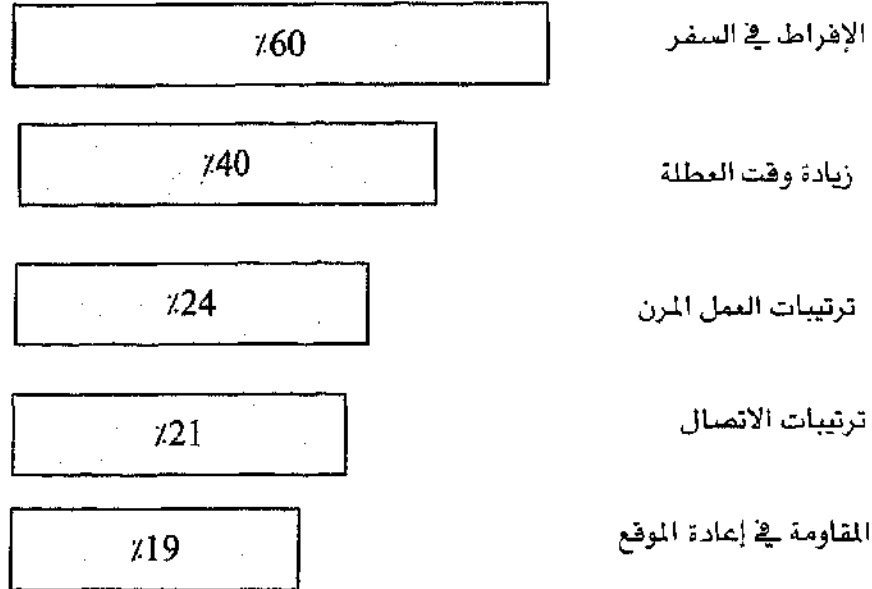 الإفراط في السفر
٪60
زيادة وقت العطلة
٪40
ترتيبات العمل المرن
٪24
ترتيبات الاتصال
٪21
المقاومة في إعادة الموقع
٪19